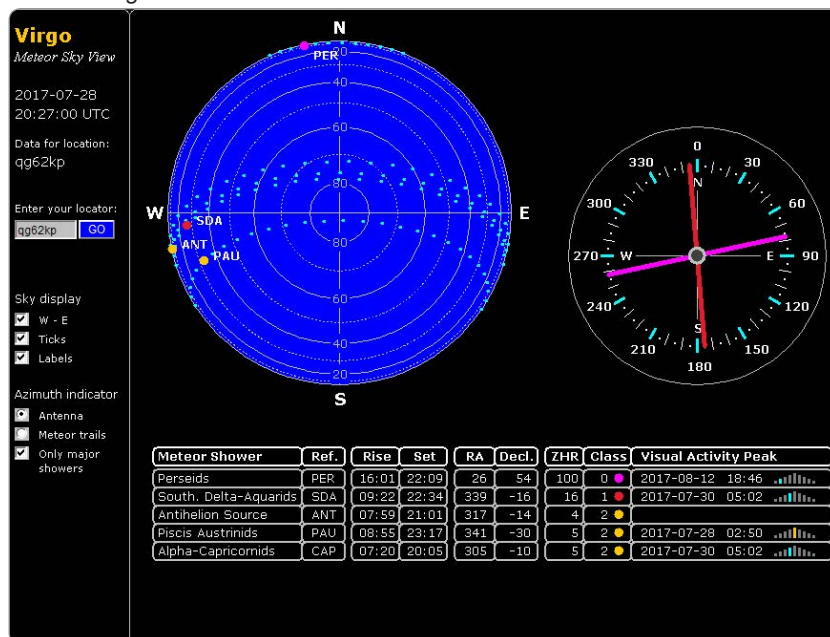 Virgo
Meteor Sky View
2017-07-28
20:27:00 UTC
Data for location:
qg62kp
Enter your locator:
qg62kp GO
Sky display
W - E
Ticks
Labels
Azimuth indicator
Antenna
Meteor trails
Only major
showers
N
PER
20
40
60
80
W
E
SDA
ANT
PAU
80
60
40
20
S
0
330 30
N
300 60
270 W E 90
240 120
S
210 150
180
Meteor Shower Ref. Rise Set RA Decl. ZHR Class Visual Activity Peak
Perseids PER 16:01 22:09 26 54 100 0 2017-08-12 18:46
South. Delta-Aquarids SDA 09:22 22:34 339 -16 16 1 2017-07-30 05:02
Antihelion Source ANT 07:59 21:01 317 -14 4 2
Piscis Austrinids PAU 08:55 23:17 341 -30 5 2 2017-07-28 02:50
Alpha-Capricornids CAP 07:20 20:05 305 -10 5 2 2017-07-30 05:02